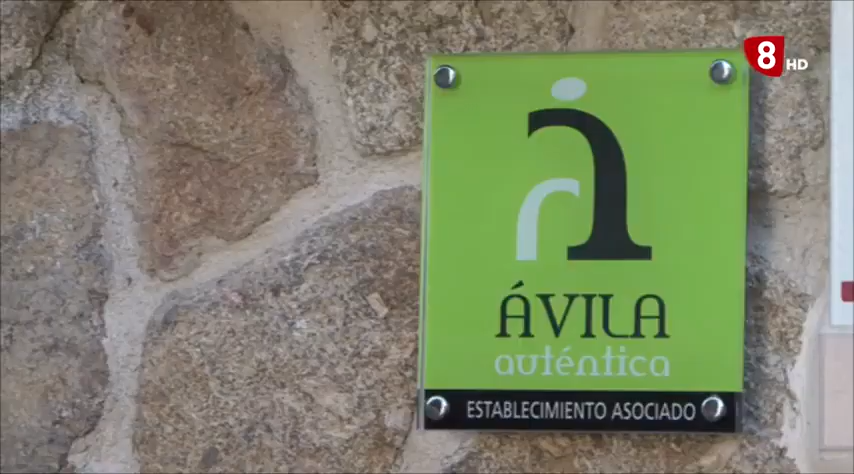 8 HD
ÁVILA
auténtica
ESTABLECIMIENTO ASOCIADO